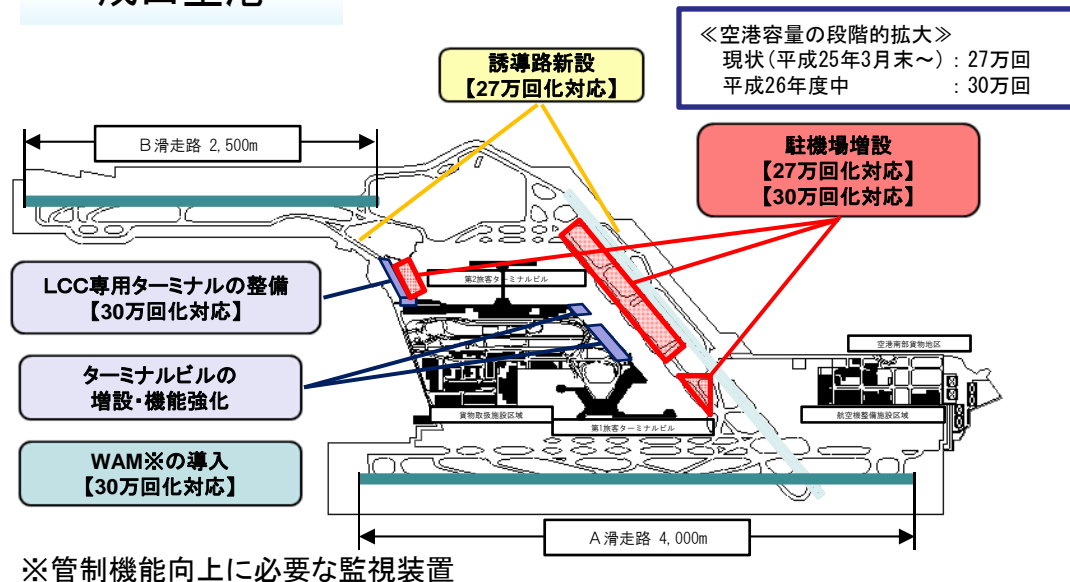 成田空港
≪空港容量の段階的拡大≫
現状(平成25年3月末～)：27万回
平成26年度中　　　　　：30万回
誘導路新設
【27万回化対応】
駐機場増設
【27万回化対応】
【30万回化対応】
B滑走路 2,500m
LCC専用ターミナルの整備
【30万回化対応】
第2旅客ターミナルビル
ターミナルビルの
増設・機能強化
空港南部貨物地区
貨物取扱施設区域
第1旅客ターミナルビル
航空機整備施設区域
WAM※の導入
【30万回化対応】
A滑走路 4,000m
※管制機能向上に必要な監視装置